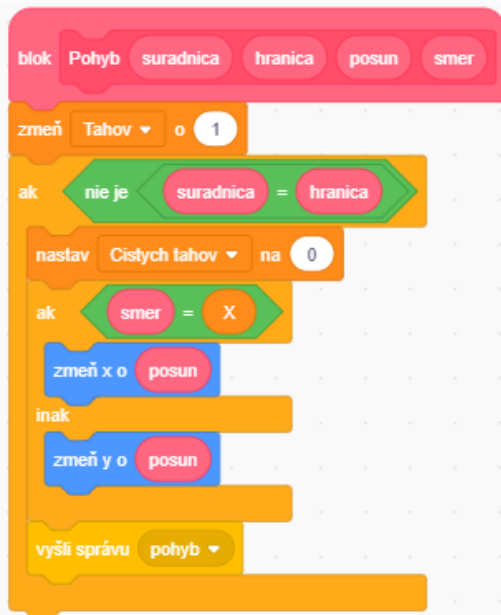 blok Pohyb suradnica hranica posun smer
zmeň Tahov o 1
ak nie je suradnica = hranica
nastav Cistych tahov na 0
ak smer = X
zmeň x o posun
inak
zmeň y o posun
vyšli správu pohyb